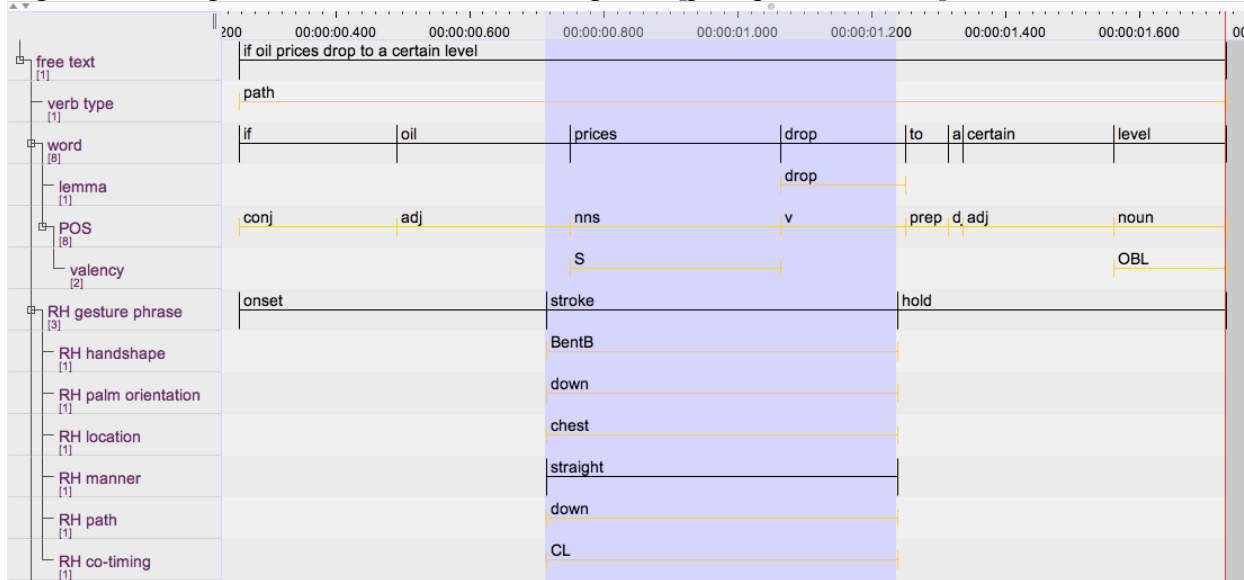 200 00:00:00.400 00:00:00.600 00:00:00.800 00:00:01.000 00:00:01.200 00:00:01.400 00:00:01.600 00
free text if oil prices drop to a certain level
[1]
verb type path
[1]
word if oil prices drop to a certain level
[8]
lemma drop
[1]
POS conj adj nns v prep d adj noun
[8]
valency S OBL
[2]
RH gesture phrase onset stroke hold
[3]
RH handshape BentB
[1]
RH palm orientation down
[1]
RH location chest
[1]
RH manner straight
[1]
RH path down
[1]
RH co-timing CL
[1]